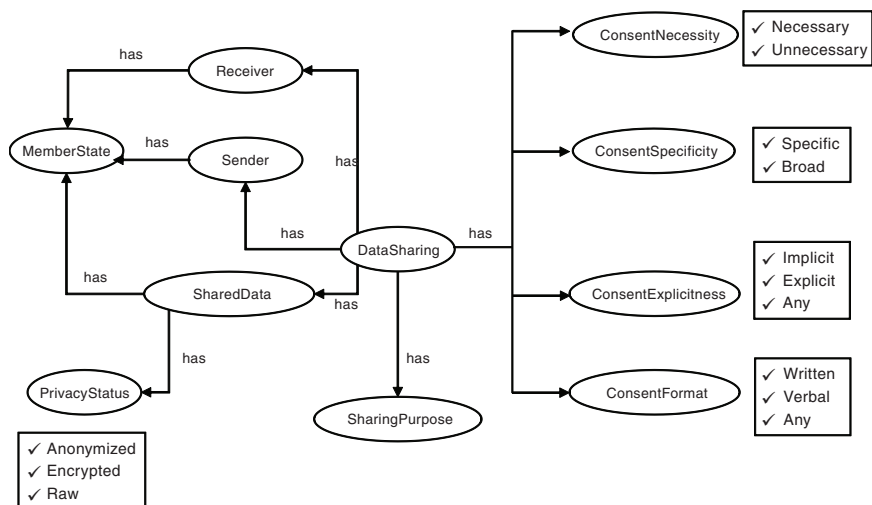 ConsentNecessity
✓ Necessary
✓ Unnecessary
has
Receiver
MemberState
has
Sender
has
ConsentSpecificity
✓ Specific
✓ Broad
has
DataSharing
has
has
SharedData
has
has
ConsentExplicitness
✓ Implicit
✓ Explicit
✓ Any
has
has
PrivacyStatus
SharingPurpose
ConsentFormat
✓ Written
✓ Verbal
✓ Any
✓ Anonymized
✓ Encrypted
✓ Raw